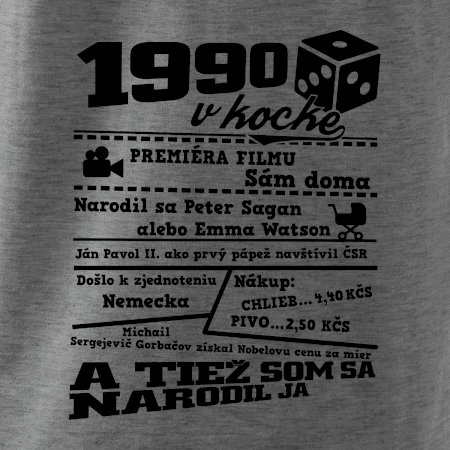 1990
v kocke
PREMIÉRA FILMU
Sám doma
Narodil sa Peter Sagan
alebo Emma Watson
Ján Pavol II. ako prvý pápež navštívil ČSR
Došlo k zjednoteniu
Nemecka
Nákup:
CHLIEB...4,40 KČS
PIVO...2,50 KČS
Michail
Sergejevič Gorbačov získal Nobelovu cenu za mier
A TIEŽ SOM SA
NARODIL JA